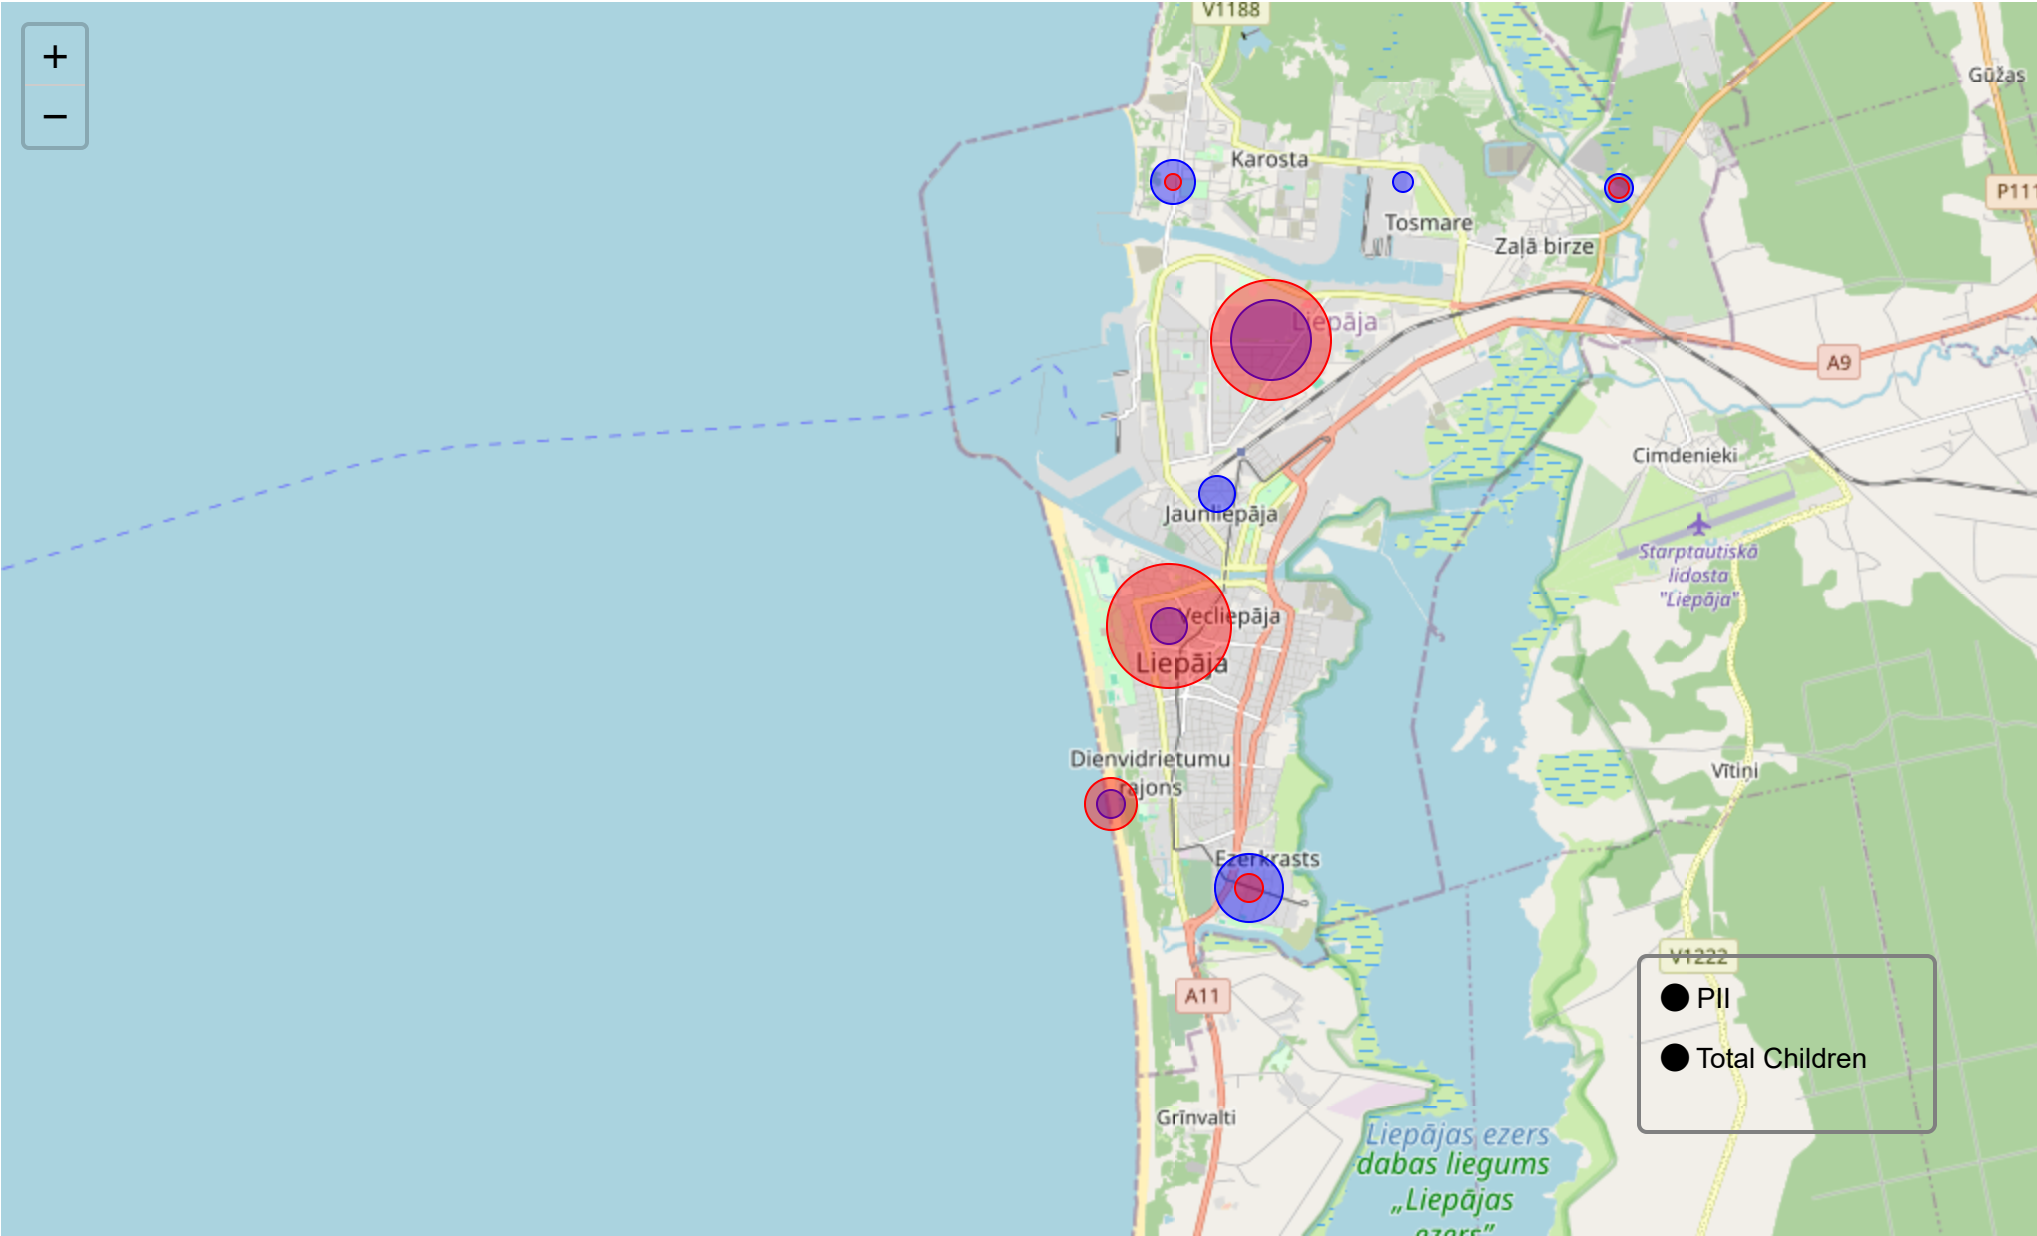 +
−
V1188
Gūžas
Karosta
P111
Tosmare
Zaļā birze
Liepāja
A9
Cimdenieki
Jaunliepāja
Starptautiskā
lidosta
"Liepāja"
Vecliepāja
Liepāja
Dienvidrietumu
rajons
Vītiņi
Ezerkrasts
V1222
A11
PII
Total Children
Grīnvalti
Liepājas ezers
dabas liegums
„Liepājas
ezers”